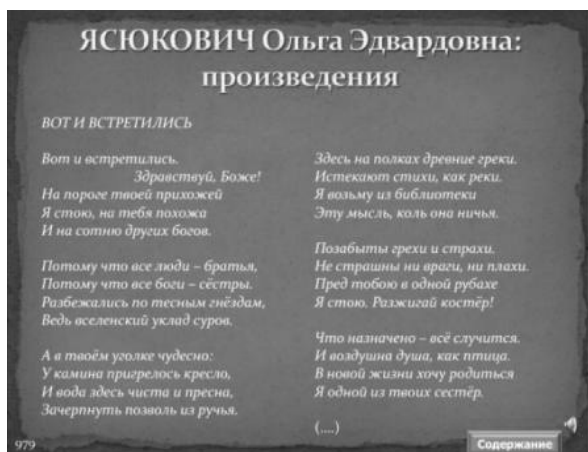 ЯСЮКОВИЧ Ольга Эдвардовна:
произведения
ВОТ И ВСТРЕТИЛИСЬ
Вот и встретились.
Здравствуй, Боже!
На пороге твоей прихожей
Я стою, на тебя похожа
И на сотню других богов.
Потому что все люди – братья,
Потому что все боги – сёстры.
Разбежались по тесным гнёздам,
Ведь вселенский уклад суров.
А в твоём уголке чудесно:
У камина пригрелось кресло,
И вода здесь чиста и пресна,
Зачерпнуть позволь из ручья.
Здесь на полках древние греки.
Истекают стихи, как реки.
Я возьму из библиотеки
Эту мысль, коль она ничья.
Позабыты грехи и страхи.
Не страшны ни враги, ни плахи.
Пред тобою в одной рубахе
Я стою. Разжигай костёр!
Что назначено – всё случится.
И воздушна душа, как птица.
В новой жизни хочу родиться
Я одной из твоих сестёр.
(....)
979
Содержание